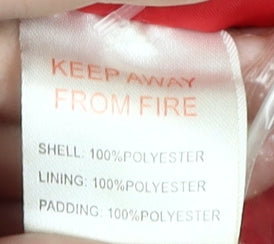 KEEP AWAY
FROM FIRE
SHELL: 100%POLYESTER
LINING: 100%POLYESTER
PADDING: 100%POLYESTER